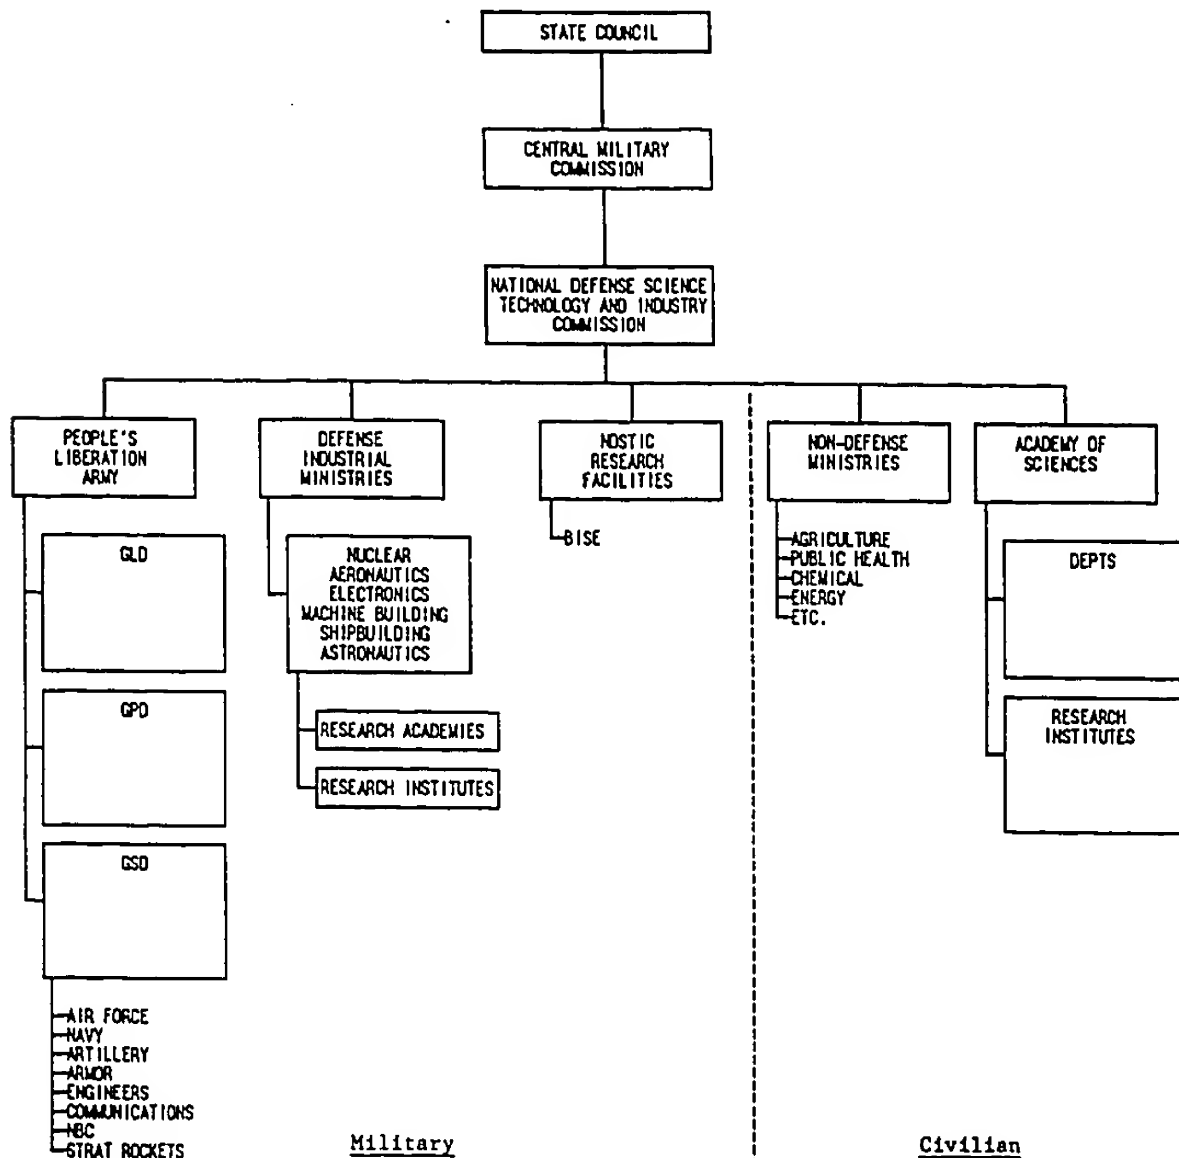 STATE COUNCIL
CENTRAL MILITARY
COMMISSION
NATIONAL DEFENSE SCIENCE
TECHNOLOGY AND INDUSTRY
COMMISSION
PEOPLE'S
LIBERATION
ARMY
GLD
GPD
GSD
AIR FORCE
NAVY
ARTILLERY
ARMOR
ENGINEERS
COMMUNICATIONS
NBC
STRAT ROCKETS
DEFENSE
INDUSTRIAL
MINISTRIES
NUCLEAR
AERONAUTICS
ELECTRONICS
MACHINE BUILDING
SHIPBUILDING
ASTRONAUTICS
RESEARCH ACADEMIES
RESEARCH INSTITUTES
NDSTIC
RESEARCH
FACILITIES
BISE
NON-DEFENSE
MINISTRIES
AGRICULTURE
PUBLIC HEALTH
CHEMICAL
ENERGY
ETC.
ACADEMY OF
SCIENCES
DEPTS
RESEARCH
INSTITUTES
Military
Civilian